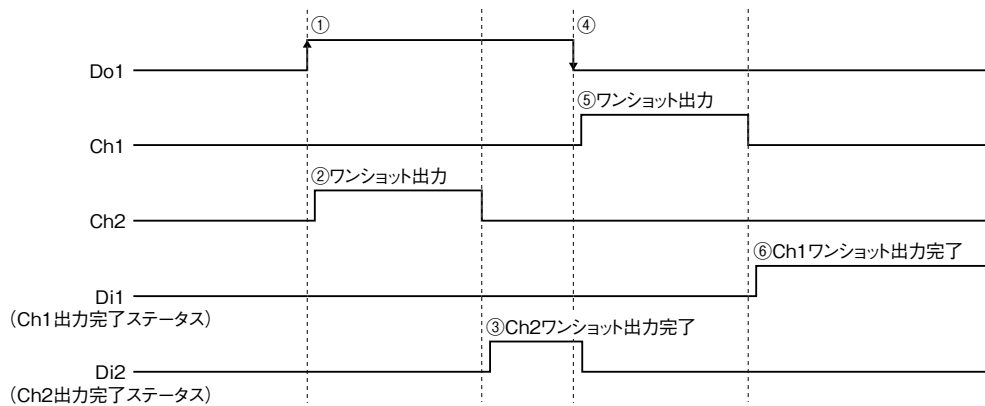 ① ④
Do1
⑤ワンショット出力
Ch1
②ワンショット出力
Ch2
⑥Ch1ワンショット出力完了
Di1
(Ch1出力完了ステータス)
③Ch2ワンショット出力完了
Di2
(Ch2出力完了ステータス)